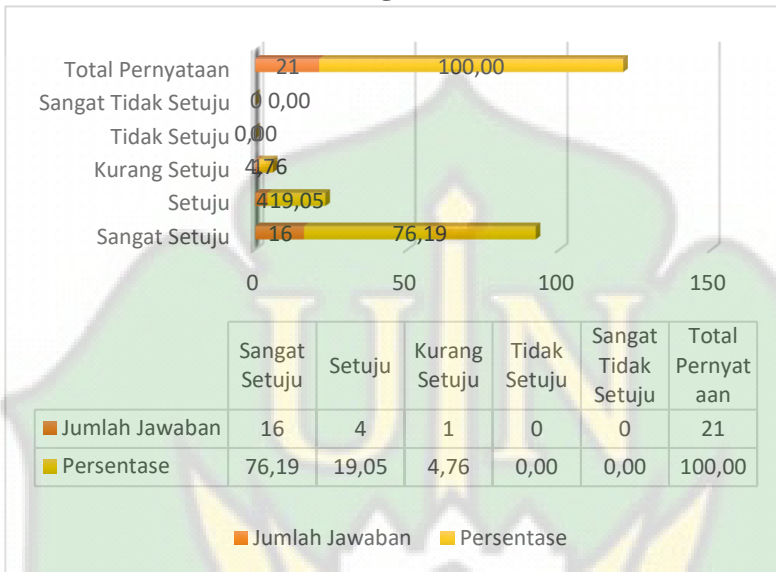 Total Pernyataan 21 100,00
Sangat Tidak Setuju 0 0,00
Tidak Setuju 0,00
Kurang Setuju 4,76
Setuju 4 19,05
Sangat Setuju 16 76,19
0 50 100 150
Sangat Setuju Setuju Kurang Setuju Tidak Setuju Sangat Tidak Setuju Total Pernyataan
Jumlah Jawaban 16 4 1 0 0 21
Persentase 76,19 19,05 4,76 0,00 0,00 100,00
Jumlah Jawaban Persentase
UIN